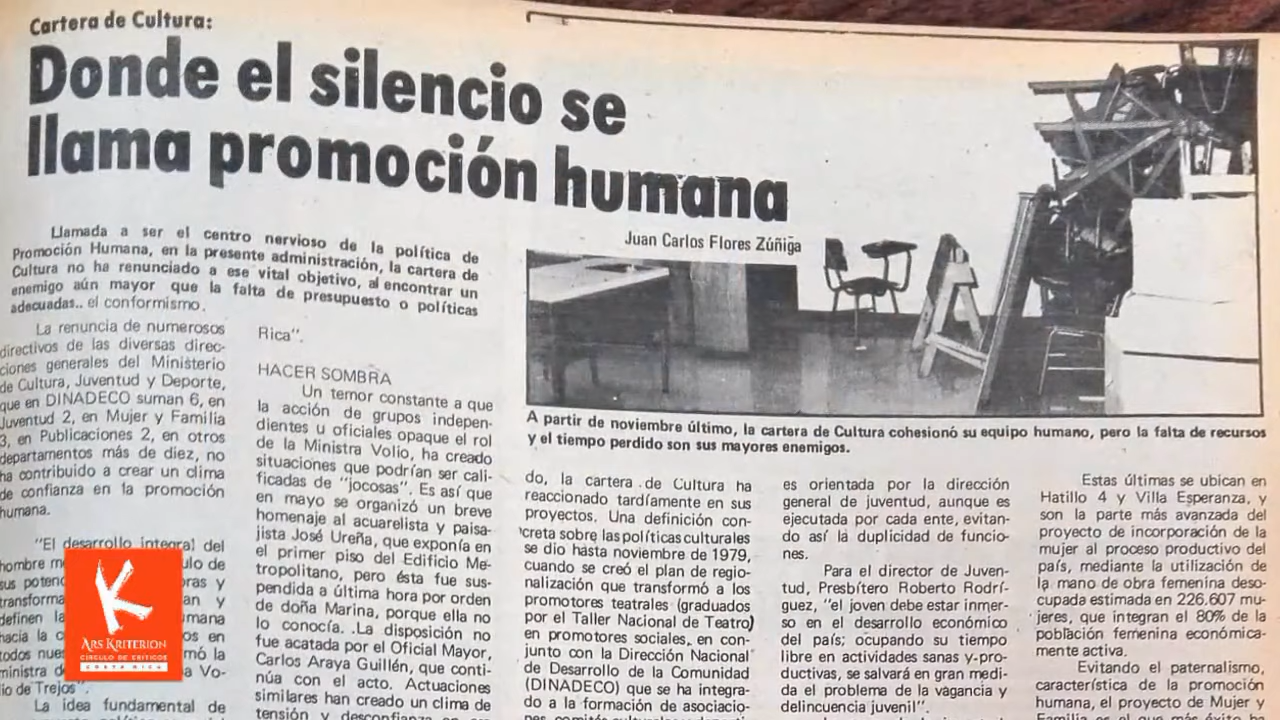 Cartera de Cultura:
Donde el silencio se
llama promoción humana
Juan Carlos Flores Zúñiga
Llamada a ser el centro nervioso de la política de
Promoción Humana, en la presente administración, la cartera de
Cultura no ha renunciado a ese vital objetivo, al encontrar un
enemigo aún mayor que la falta de presupuesto o políticas
adecuadas.. el conformismo.
La renuncia de numerosos
directivos de las diversas direc-
ciones generales del Ministerio
de Cultura, Juventud y Deporte,
que en DINADECO suman 6, en
Juventud 2, en Mujer y Familia
3, en Publicaciones 2, en otros
departamentos más de diez, no
ha contribuido a crear un clima
de confianza en la promoción
humana.
"El desarrollo integral del
hombre
sus
transforma
definen la
hacia la
todos
ministra
lio de Trejos".
La idea fundamental de
Rica".
HACER SOMBRA
Un temor constante a que
la acción de grupos indepen-
dientes u oficiales opaque el rol
de la Ministra Volio, ha creado
situaciones que podrían ser cali-
ficadas de "jocosas". Es así que
en mayo se organizó un breve
homenaje al acuarelista y paisa-
jista José Ureña, que exponía en
el primer piso del Edificio Me-
tropolitano, pero ésta fue sus-
pendida a última hora por orden
de doña Marina, porque ella no
lo conocía. .La disposición no
fue acatada por el Oficial Mayor,
Carlos Araya Guillén, que conti-
núa con el acto. Actuaciones
similares han creado un clima de
tensión y desconfianza en
A partir de noviembre último, la cartera de Cultura cohesionó su equipo humano, pero la falta de recursos
y el tiempo perdido son sus mayores enemigos.
do, la cartera de Cultura ha
reaccionado tardíamente en sus
proyectos. Una definición con-
creta sobre las políticas culturales
se dio hasta noviembre de 1979,
cuando se creó el plan de regio-
nalización que transformó a los
promotores teatrales (graduados
por el Taller Nacional de Teatro)
en promotores sociales, en con-
junto con la Dirección Nacional
de Desarrollo de la Comunidad
(DINADECO) que se ha integra-
do a la formación de asociacio-
es orientada por la dirección
general de juventud, aunque es
ejecutada por cada ente, evitan-
do así la duplicidad de funcio-
nes.
Para el director de Juven-
tud, Presbítero Roberto Rodrí-
guez, "el joven debe estar inmer-
so en el desarrollo económico
del país; ocupando su tiempo
libre en actividades sanas y pro-
ductivas, se salvará en gran medi-
da el problema de la vagancia y
delincuencia juvenil".
Estas últimas se ubican en
Hatillo 4 y Villa Esperanza, y
son la parte más avanzada del
proyecto de incorporación de la
mujer al proceso productivo del
país, mediante la utilización de
la mano de obra femenina deso-
cupada estimada en 226.607 mu-
jeres, que integran el 80% de la
población femenina económica-
mente activa.
Evitando el paternalismo,
característica de la promoción
humana, el proyecto de Mujer y
ARS KRITERION
CÍRCULO DE CRÍTICOS
COSTA RICA